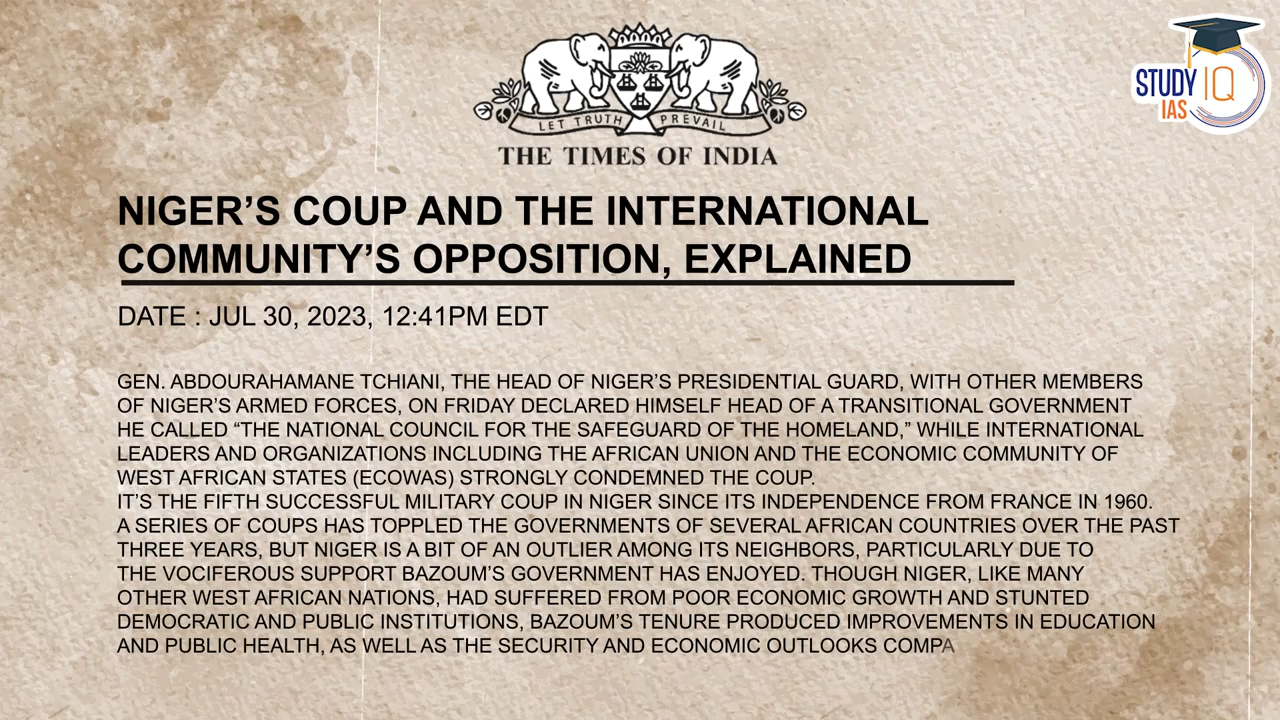 LET TRUTH PREVAIL
THE TIMES OF INDIA
STUDY IQ
IAS
NIGER’S COUP AND THE INTERNATIONAL
COMMUNITY’S OPPOSITION, EXPLAINED
DATE : JUL 30, 2023, 12:41PM EDT
GEN. ABDOURAHAMANE TCHIANI, THE HEAD OF NIGER’S PRESIDENTIAL GUARD, WITH OTHER MEMBERS
OF NIGER’S ARMED FORCES, ON FRIDAY DECLARED HIMSELF HEAD OF A TRANSITIONAL GOVERNMENT
HE CALLED “THE NATIONAL COUNCIL FOR THE SAFEGUARD OF THE HOMELAND,” WHILE INTERNATIONAL
LEADERS AND ORGANIZATIONS INCLUDING THE AFRICAN UNION AND THE ECONOMIC COMMUNITY OF
WEST AFRICAN STATES (ECOWAS) STRONGLY CONDEMNED THE COUP.
IT’S THE FIFTH SUCCESSFUL MILITARY COUP IN NIGER SINCE ITS INDEPENDENCE FROM FRANCE IN 1960.
A SERIES OF COUPS HAS TOPPLED THE GOVERNMENTS OF SEVERAL AFRICAN COUNTRIES OVER THE PAST
THREE YEARS, BUT NIGER IS A BIT OF AN OUTLIER AMONG ITS NEIGHBORS, PARTICULARLY DUE TO
THE VOCIFEROUS SUPPORT BAZOUM’S GOVERNMENT HAS ENJOYED. THOUGH NIGER, LIKE MANY
OTHER WEST AFRICAN NATIONS, HAD SUFFERED FROM POOR ECONOMIC GROWTH AND STUNTED
DEMOCRATIC AND PUBLIC INSTITUTIONS, BAZOUM’S TENURE PRODUCED IMPROVEMENTS IN EDUCATION
AND PUBLIC HEALTH, AS WELL AS THE SECURITY AND ECONOMIC OUTLOOKS COMPA